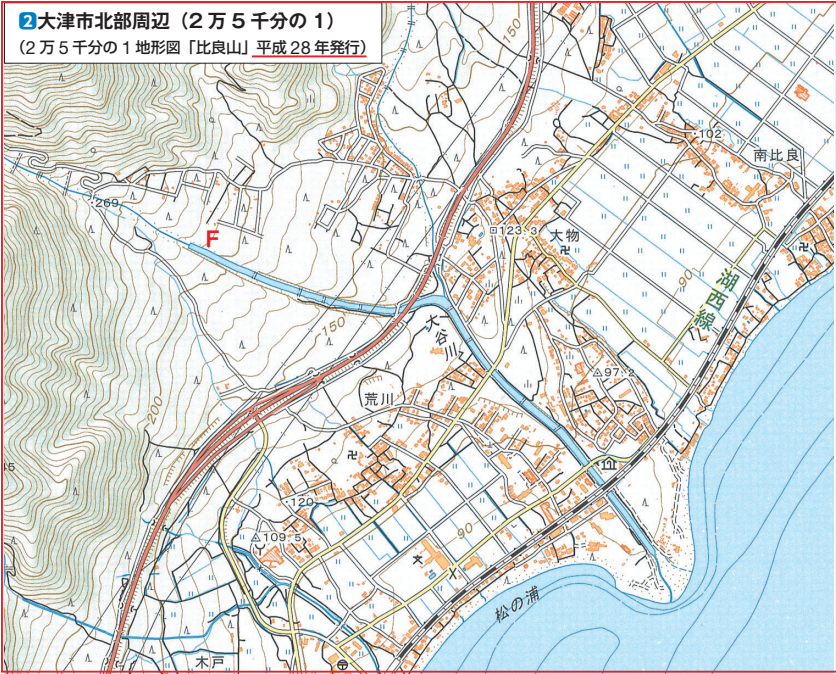 2大津市北部周辺（2万5千分の1）
（2万5千分の1地形図「比良山」平成28年発行）
150
102
南比良
269
F
123.3
大物
90
湖西線
150
大谷川
97.2
200
荒川
120
109.5
90
松の浦
木戸